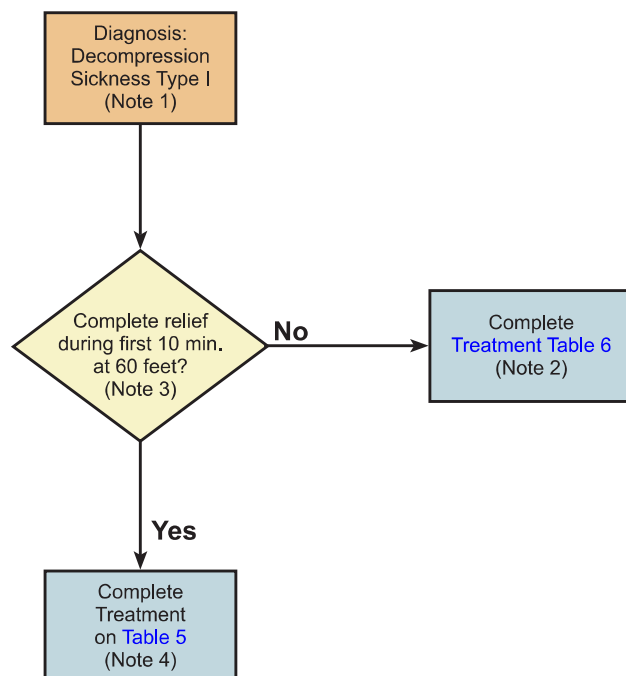 Diagnosis:
Decompression
Sickness Type I
(Note 1)
Complete relief
during first 10 min.
at 60 feet?
(Note 3)
No
Complete
Treatment Table 6
(Note 2)
Yes
Complete
Treatment
on Table 5
(Note 4)